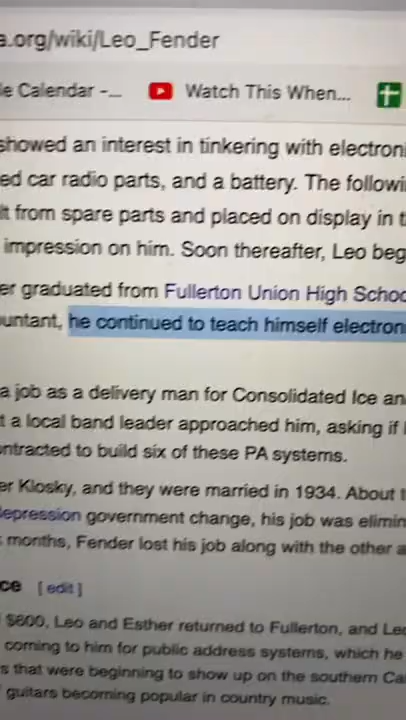 a.org/wiki/Leo_Fender
le Calendar -... Watch This When...
showed an interest in tinkering with electroni
ed car radio parts, and a battery. The followi
lt from spare parts and placed on display in t
impression on him. Soon thereafter, Leo beg
er graduated from Fullerton Union High Schoo
ountant, he continued to teach himself electron
a job as a delivery man for Consolidated Ice an
t a local band leader approached him, asking if
ontracted to build six of these PA systems.
er Klosky, and they were married in 1934. About t
Depression government change, his job was elimin
months, Fender lost his job along with the other a
ce [ edit ]
$600, Leo and Esther returned to Fullerton, and Leo
coming to him for public address systems, which he
s that were beginning to show up on the southern Ca
guitars becoming popular in country music.